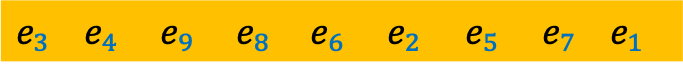 e₃ e₄ e₉ e₈ e₆ e₂ e₅ e₇ e₁